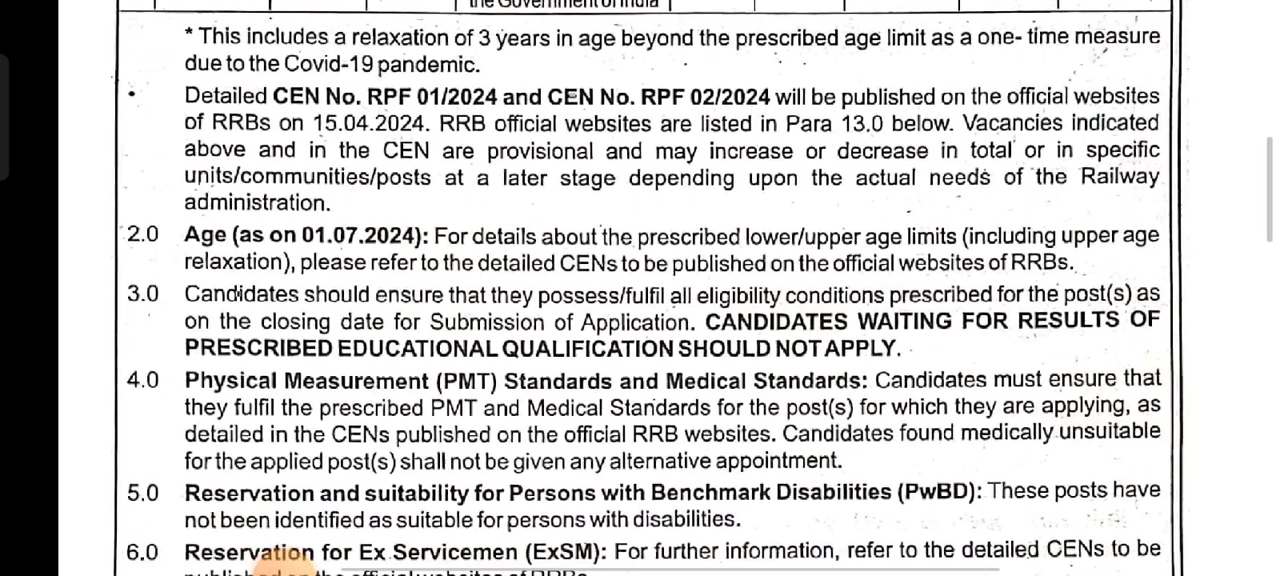 the Government of India
* This includes a relaxation of 3 years in age beyond the prescribed age limit as a one- time measure
due to the Covid-19 pandemic.
• Detailed CEN No. RPF 01/2024 and CEN No. RPF 02/2024 will be published on the official websites
of RRBs on 15.04.2024. RRB official websites are listed in Para 13.0 below. Vacancies indicated
above and in the CEN are provisional and may increase or decrease in total or in specific
units/communities/posts at a later stage depending upon the actual needs of the Railway
administration.
2.0 Age (as on 01.07.2024): For details about the prescribed lower/upper age limits (including upper age
relaxation), please refer to the detailed CENs to be published on the official websites of RRBs.
3.0 Candidates should ensure that they possess/fulfil all eligibility conditions prescribed for the post(s) as
on the closing date for Submission of Application. CANDIDATES WAITING FOR RESULTS OF
PRESCRIBED EDUCATIONAL QUALIFICATION SHOULD NOT APPLY.
4.0 Physical Measurement (PMT) Standards and Medical Standards: Candidates must ensure that
they fulfil the prescribed PMT and Medical Standards for the post(s) for which they are applying, as
detailed in the CENs published on the official RRB websites. Candidates found medically unsuitable
for the applied post(s) shall not be given any alternative appointment.
5.0 Reservation and suitability for Persons with Benchmark Disabilities (PwBD): These posts have
not been identified as suitable for persons with disabilities.
6.0 Reservation for Ex Servicemen (ExSM): For further information, refer to the detailed CENs to be
published on the official websites of RRBs